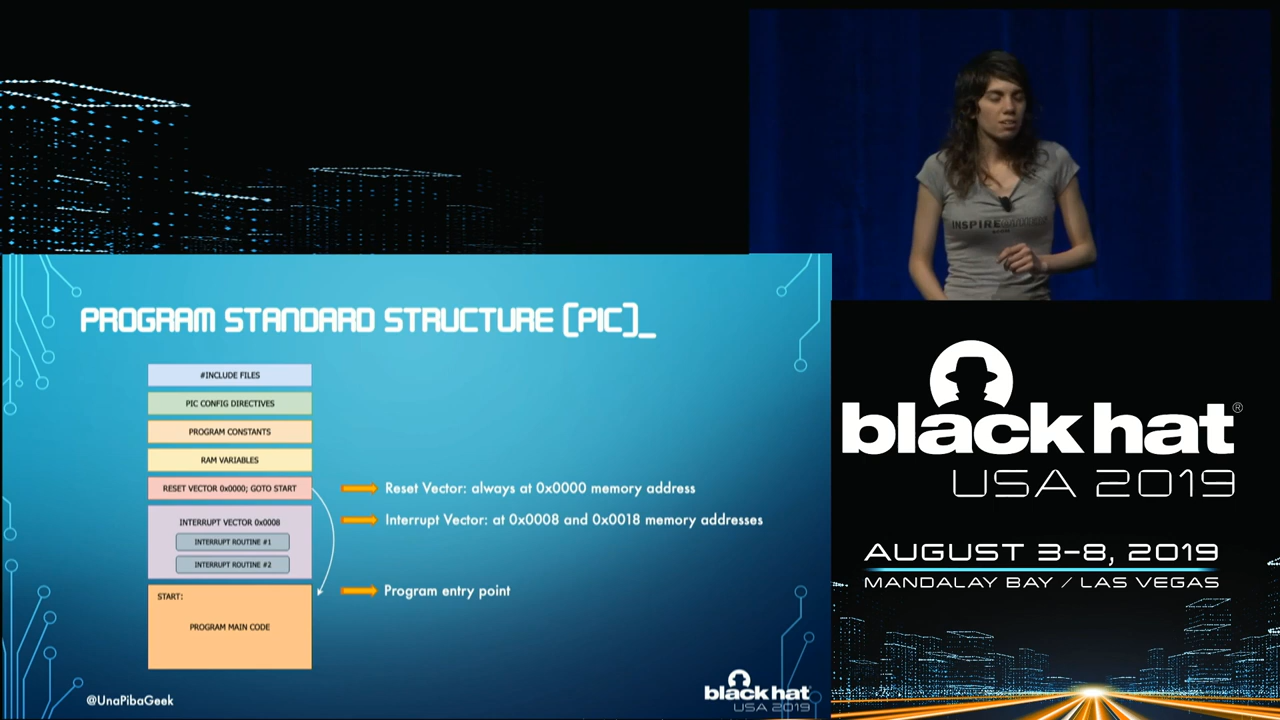 INSPIRE
PROGRAM STANDARD STRUCTURE [PIC]_
#INCLUDE FILES
PIC CONFIG DIRECTIVES
PROGRAM CONSTANTS
RAM VARIABLES
RESET VECTOR 0x0000; GOTO START
INTERRUPT VECTOR 0x0008
INTERRUPT ROUTINE #1
INTERRUPT ROUTINE #2
START:
PROGRAM MAIN CODE
Reset Vector: always at 0x0000 memory address
Interrupt Vector: at 0x0008 and 0x0018 memory addresses
Program entry point
@UnaPibaGeek
black hat
USA 2019
black hat®
USA 2019
AUGUST 3-8, 2019
MANDALAY BAY / LAS VEGAS